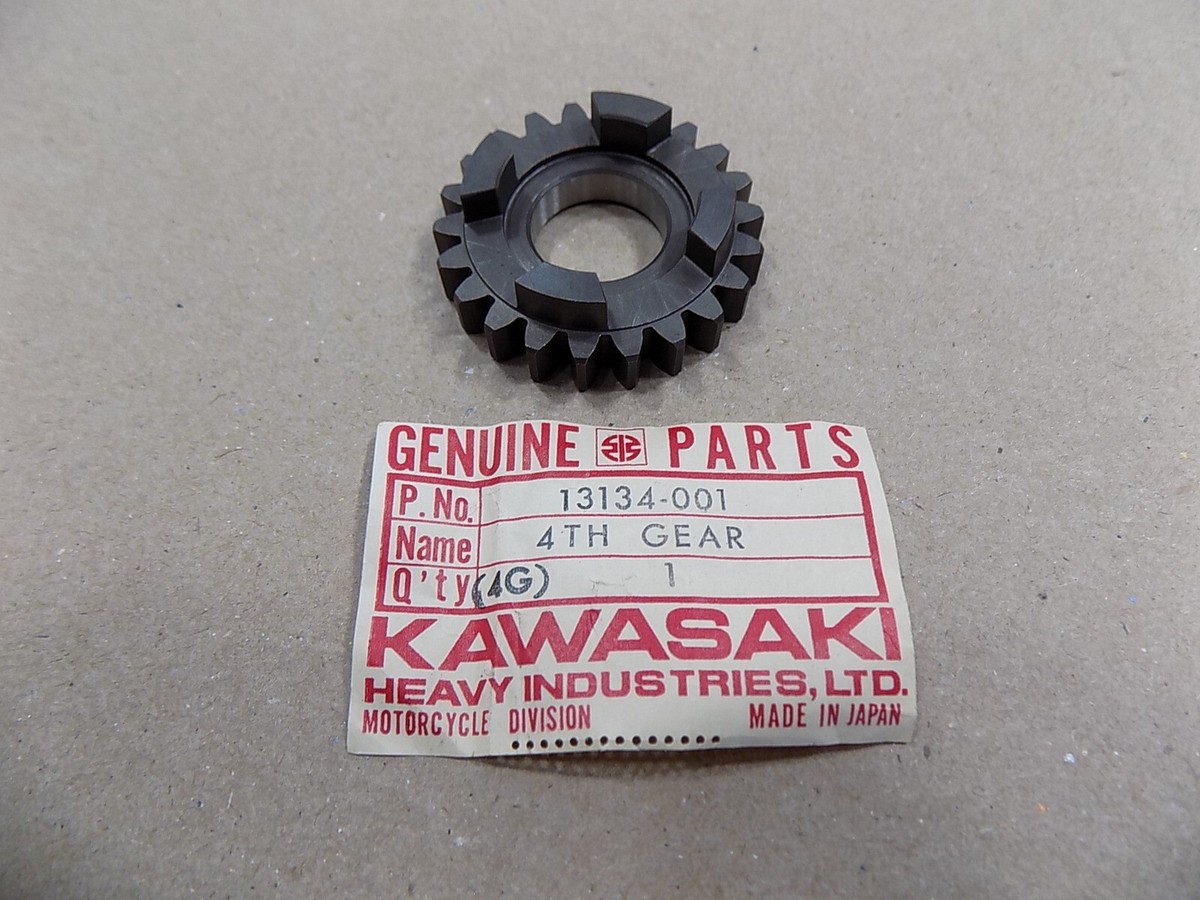 GENUINE PARTS
P. No. 13134-001
Name 4TH GEAR
Q'ty (4G) 1
KAWASAKI
HEAVY INDUSTRIES, LTD.
MOTORCYCLE DIVISION MADE IN JAPAN